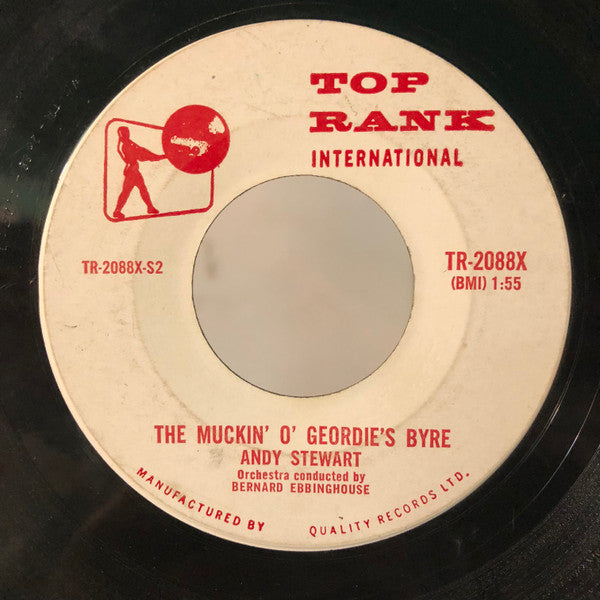 TOP
RANK
INTERNATIONAL
TR-2088X-S2
TR-2088X
(BMI) 1:55
THE MUCKIN' O' GEORDIE'S BYRE
ANDY STEWART
Orchestra conducted by
BERNARD EBBINGHOUSE
MANUFACTURED BY QUALITY RECORDS LTD.